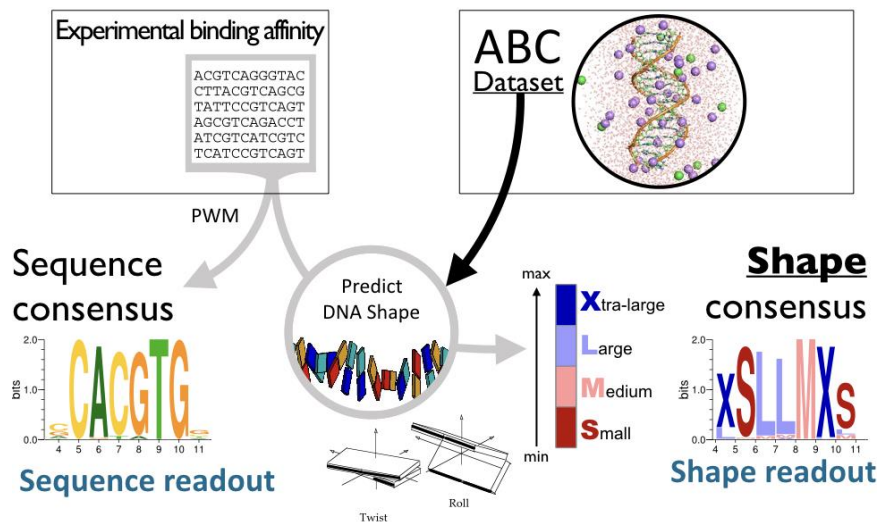 Experimental binding affinity
ACGTCAGGGTAC
CTTACGTCAGCG
TATTCCGTCAGT
AGCGTCAGACCT
ATCGTCATCGTC
TCATCCGTCAGT
ABC
Dataset
PWM
Sequence
consensus
2.0
1.0
0.0
bits
CACGTG
4 5 6 7 8 9 10 11
Sequence readout
Predict
DNA Shape
Twist
Roll
max
min
Xtra-large
Large
Medium
Small
Shape
consensus
2.0
1.0
0.0
bits
XSLLMXS
4 5 6 7 8 9 10 11
Shape readout